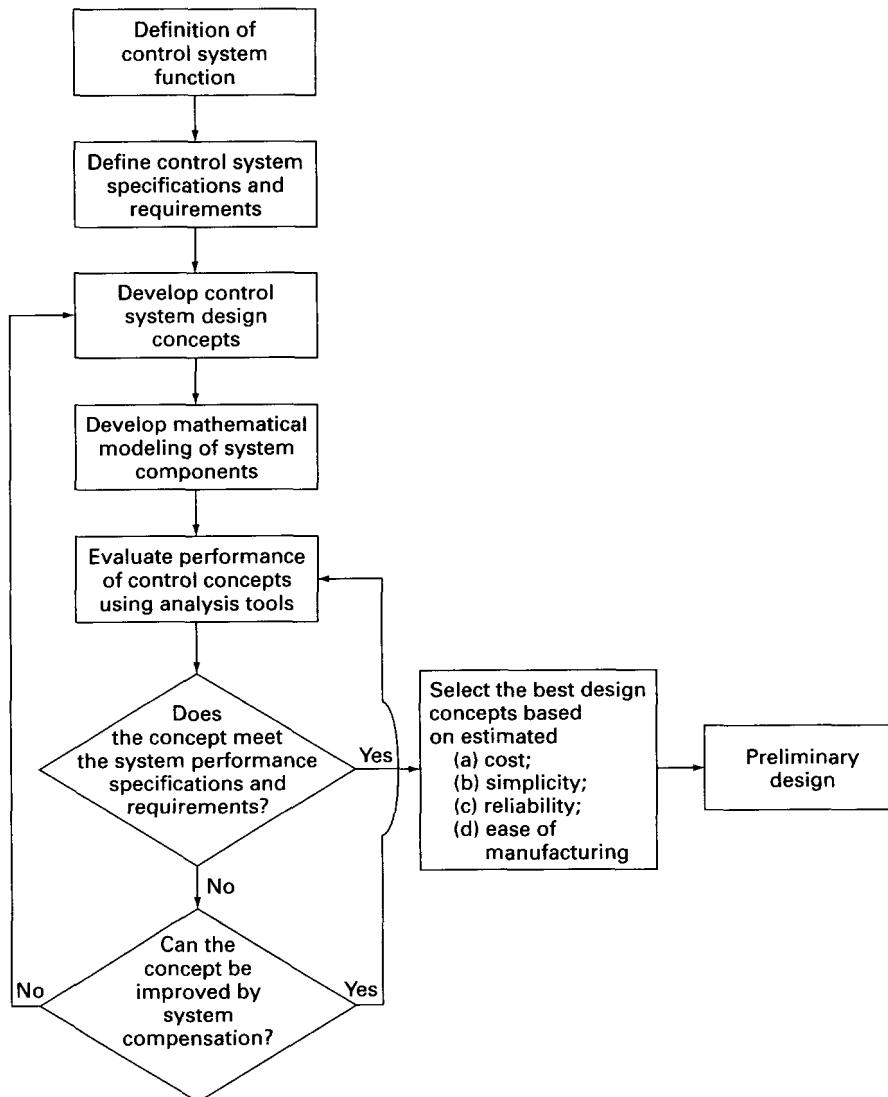 Definition of
control system
function
Define control system
specifications and
requirements
Develop control
system design
concepts
Develop mathematical
modeling of system
components
Evaluate performance
of control concepts
using analysis tools
Does
the concept meet
the system performance
specifications and
requirements?
Yes
Select the best design
concepts based
on estimated
(a) cost;
(b) simplicity;
(c) reliability;
(d) ease of
manufacturing
Preliminary
design
No
Can the
concept be
improved by
system
compensation?
No
Yes